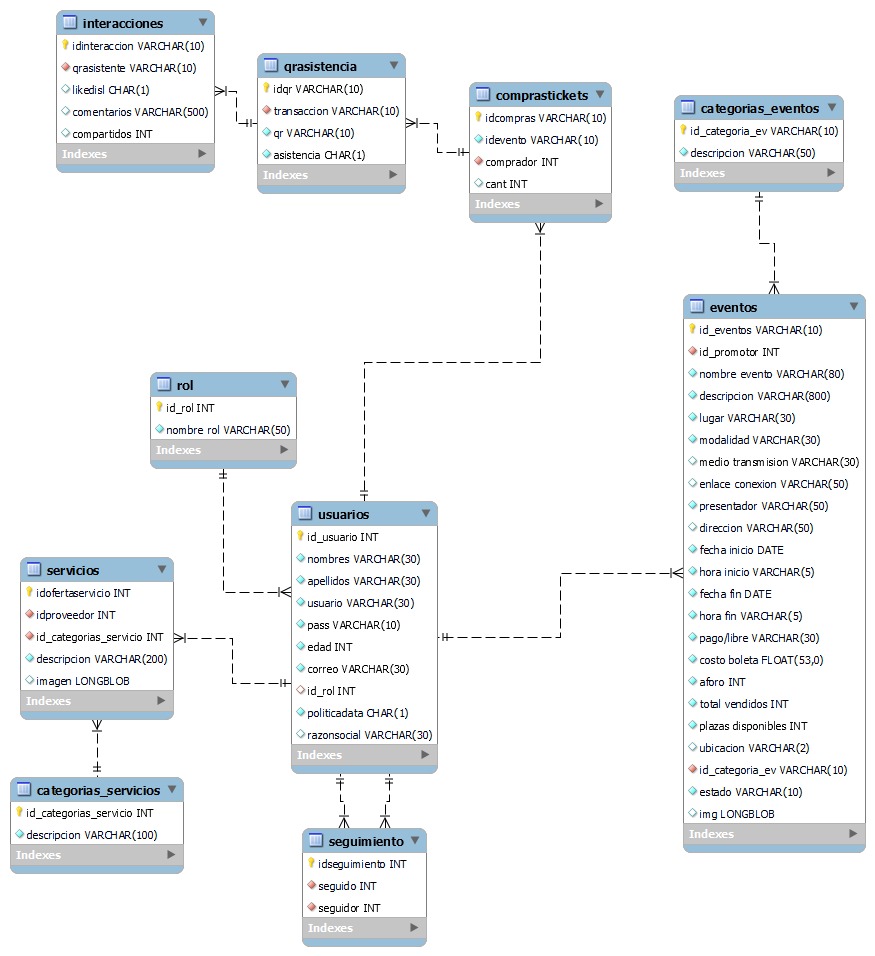 interacciones
idinteraccion VARCHAR(10)
qrasistente VARCHAR(10)
likedisl CHAR(1)
comentarios VARCHAR(500)
compartidos INT
Indexes
qrasistencia
idqr VARCHAR(10)
transaccion VARCHAR(10)
qr VARCHAR(10)
asistencia CHAR(1)
Indexes
comprastickets
idcompras VARCHAR(10)
idevento VARCHAR(10)
comprador INT
cant INT
Indexes
categorias_eventos
id_categoria_ev VARCHAR(10)
descripcion VARCHAR(50)
Indexes
eventos
id_eventos VARCHAR(10)
id_promotor INT
nombre evento VARCHAR(80)
descripcion VARCHAR(800)
lugar VARCHAR(30)
modalidad VARCHAR(30)
medio transmision VARCHAR(30)
enlace conexion VARCHAR(50)
presentador VARCHAR(50)
direccion VARCHAR(50)
fecha inicio DATE
hora inicio VARCHAR(5)
fecha fin DATE
hora fin VARCHAR(5)
pago/libre VARCHAR(30)
costo boleta FLOAT(53,0)
aforo INT
total vendidos INT
plazas disponibles INT
ubicacion VARCHAR(2)
id_categoria_ev VARCHAR(10)
estado VARCHAR(10)
img LONGBLOB
Indexes
rol
id_rol INT
nombre rol VARCHAR(50)
Indexes
usuarios
id_usuario INT
nombres VARCHAR(30)
apellidos VARCHAR(30)
usuario VARCHAR(30)
pass VARCHAR(10)
edad INT
correo VARCHAR(30)
id_rol INT
politicadata CHAR(1)
razonsocial VARCHAR(30)
Indexes
servicios
idofertaservicio INT
idproveedor INT
id_categorias_servicio INT
descripcion VARCHAR(200)
imagen LONGBLOB
Indexes
categorias_servicios
id_categorias_servicio INT
descripcion VARCHAR(100)
Indexes
seguimiento
idseguimiento INT
seguido INT
seguidor INT
Indexes